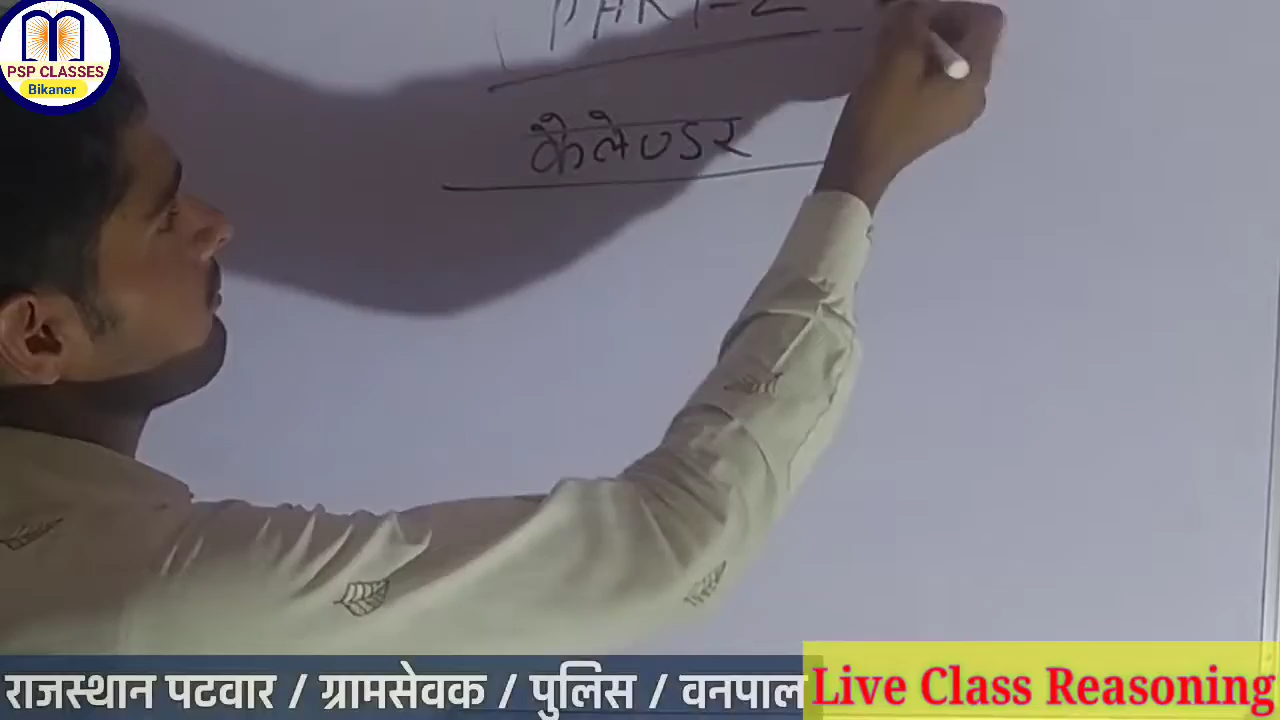 PART-2
PSP CLASSES
Bikaner
कैलेण्डर
राजस्थान पटवार / ग्रामसेवक / पुलिस / वनपाल
Live Class Reasoning